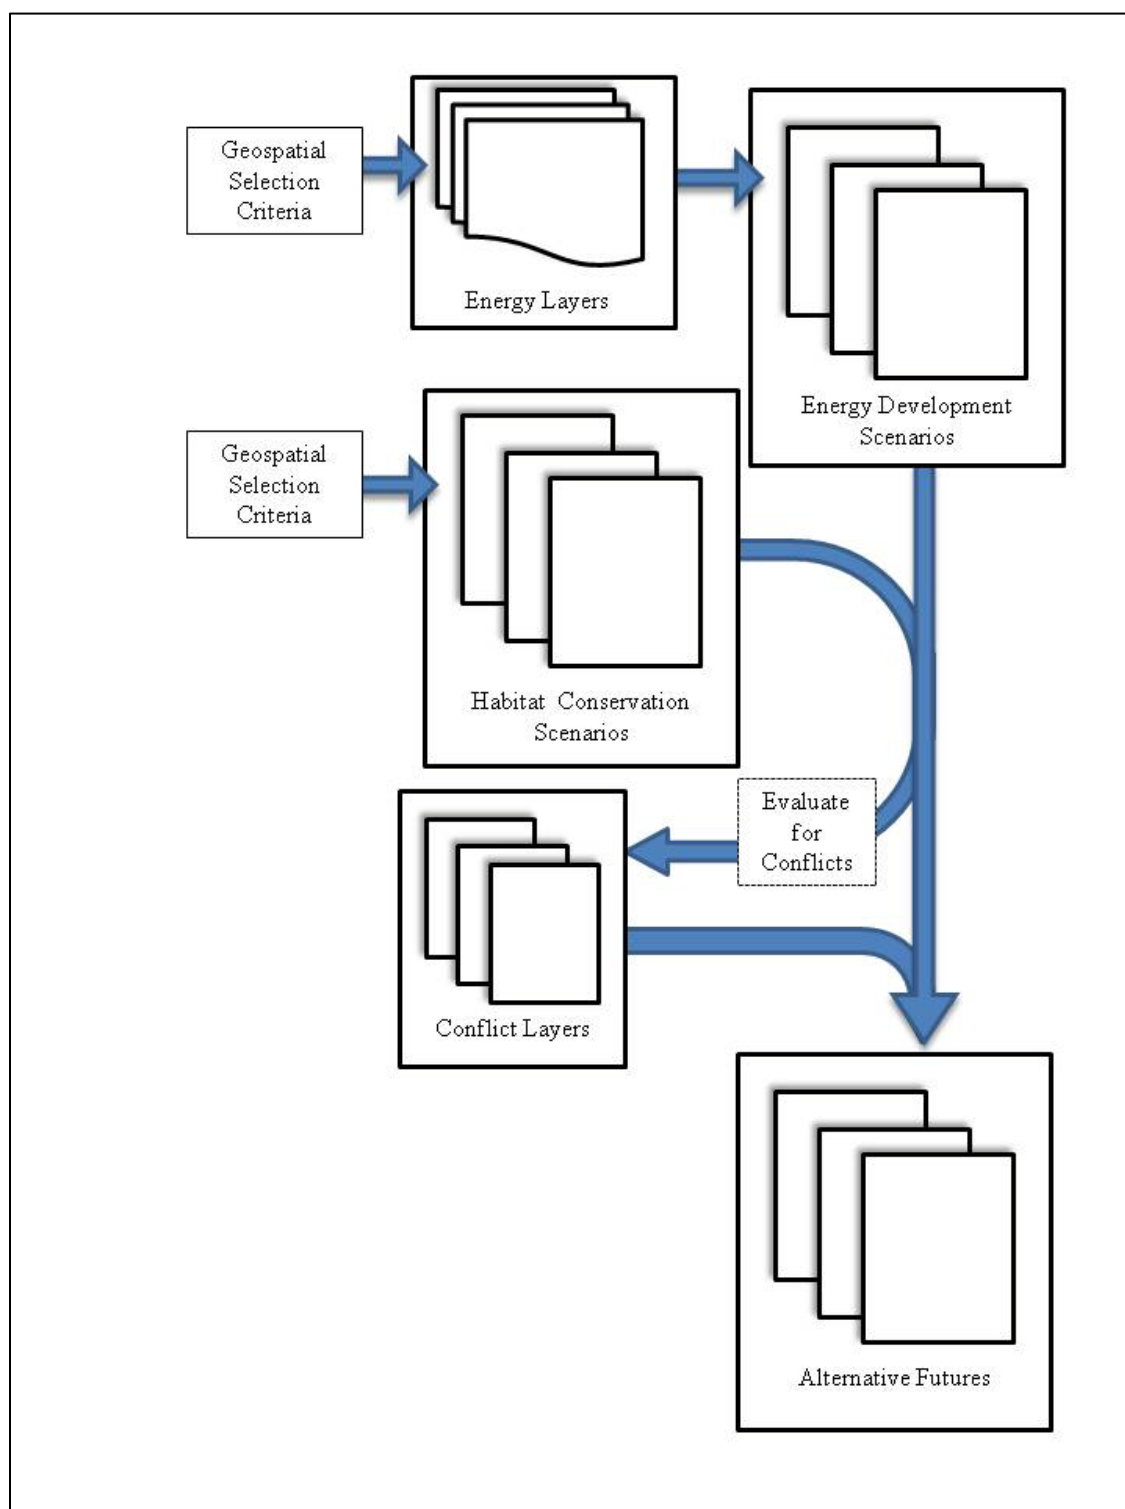 Geospatial
Selection
Criteria
Energy Layers
Energy Development
Scenarios
Geospatial
Selection
Criteria
Habitat Conservation
Scenarios
Evaluate
for
Conflicts
Conflict Layers
Alternative Futures